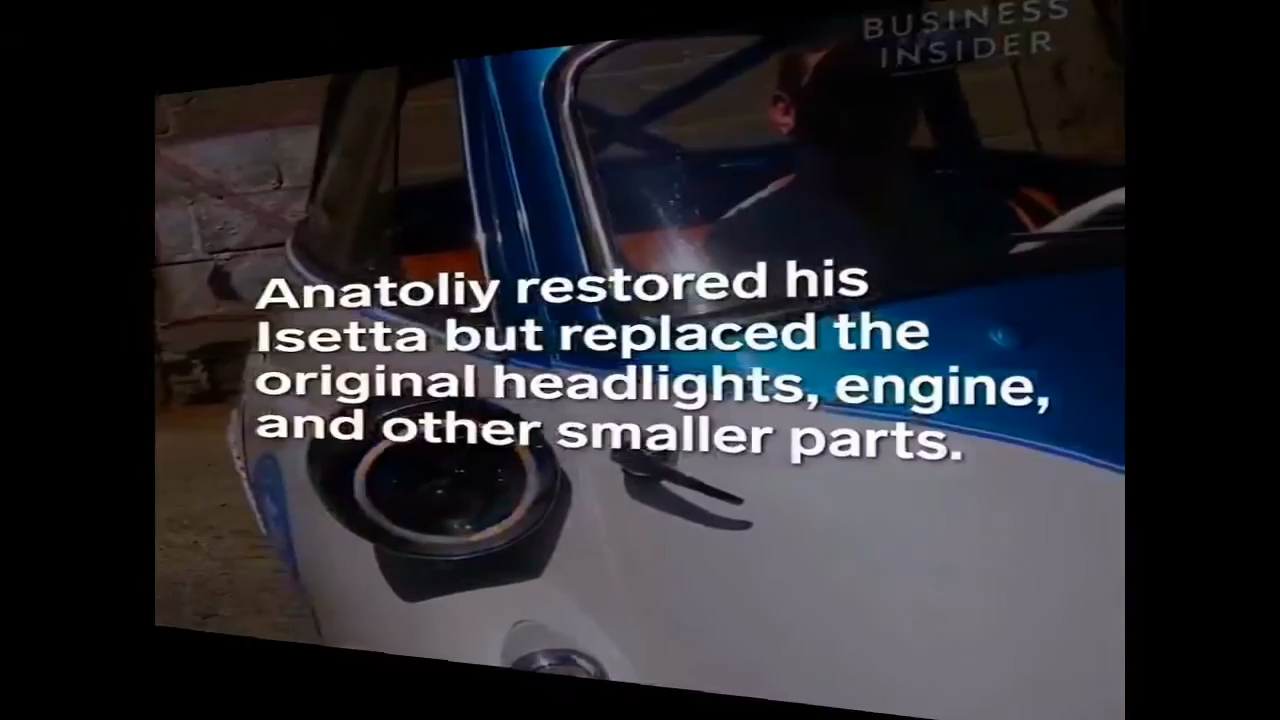 BUSINESS
INSIDER
Anatoliy restored his
Isetta but replaced the
original headlights, engine,
and other smaller parts.